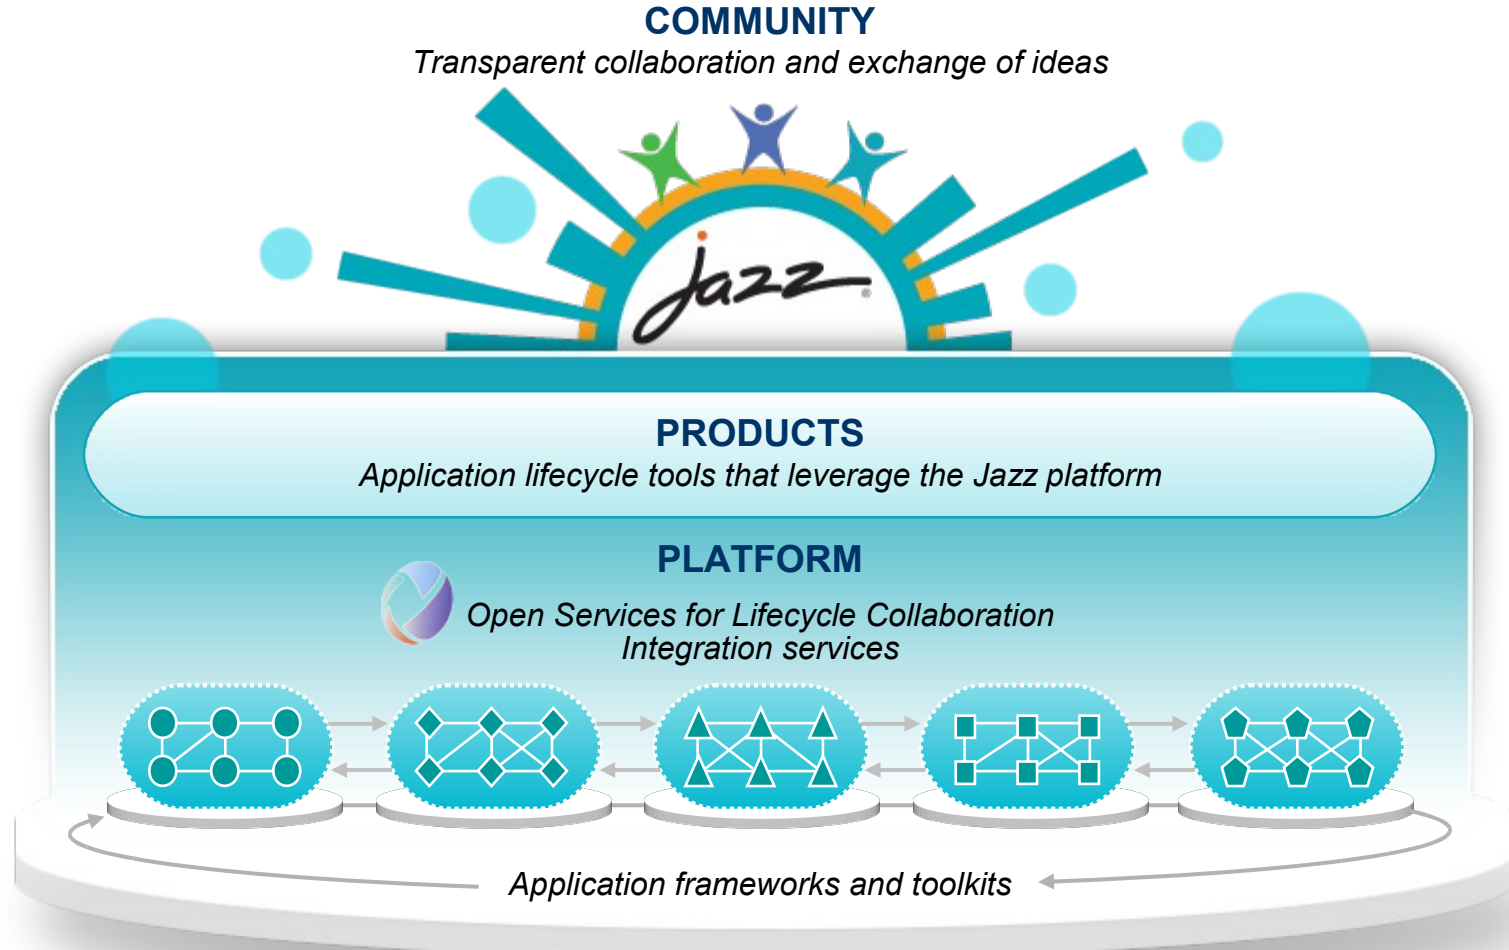 COMMUNITY
Transparent collaboration and exchange of ideas
jazz®
PRODUCTS
Application lifecycle tools that leverage the Jazz platform
PLATFORM
Open Services for Lifecycle Collaboration
Integration services
Application frameworks and toolkits